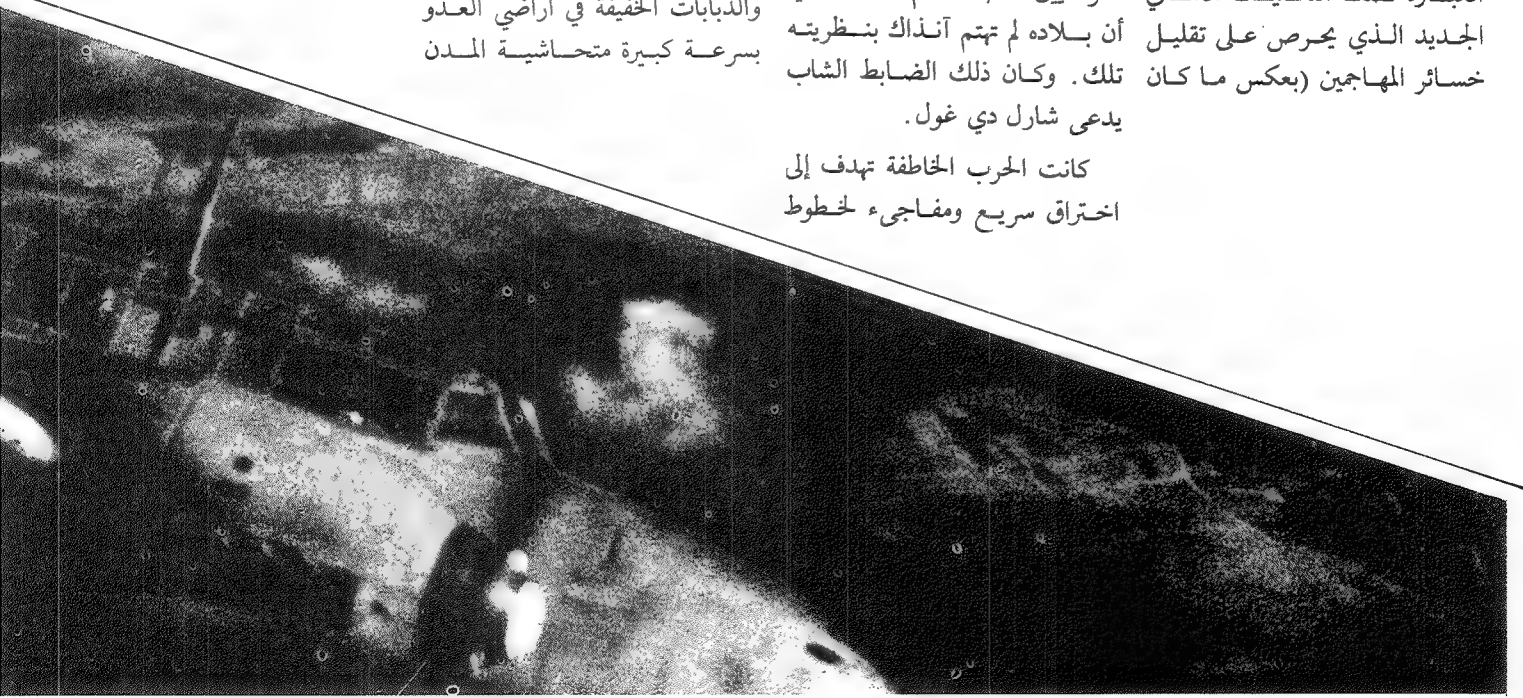 الجديد الذي يحرص على تقليل
خسائر المهاجمين (بعكس ما كان
أن بلاده لم تهتم آنذاك بنظريته
تلك. وكان ذلك الضابط الشاب
يدعى شارل دي غول.
كانت الحرب الخاطفة تهدف إلى
اختراق سريع ومفاجىء لخطوط
والدبابات الخفيفة في أراضي العدو
بسرعة كبيرة متحاشية المدن